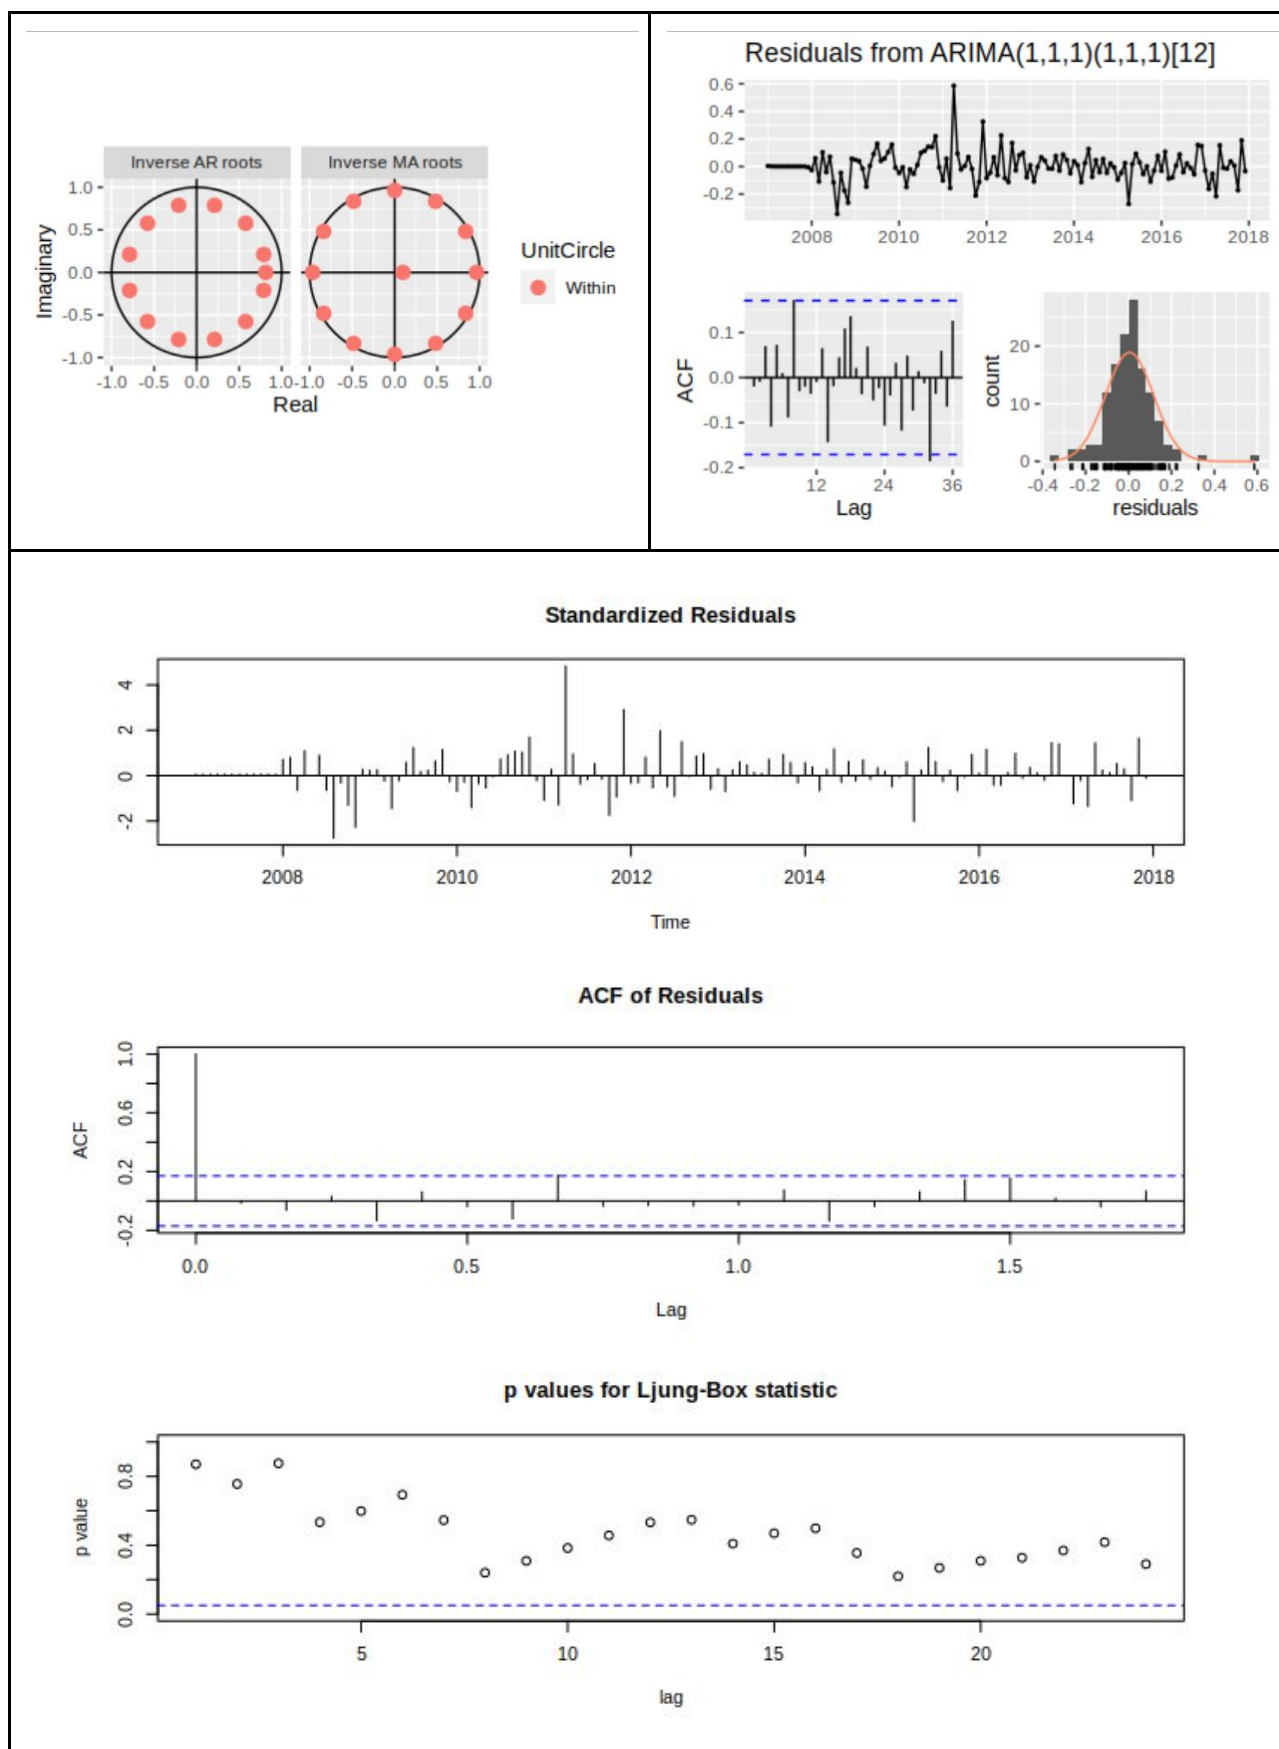 Inverse AR roots
Inverse MA roots
1.0
0.5
0.0
-0.5
-1.0
Imaginary
-1.0 -0.5 0.0 0.5 1.0
-1.0 -0.5 0.0 0.5 1.0
Real
UnitCircle
Within
Residuals from ARIMA(1,1,1)(1,1,1)[12]
0.6
0.4
0.2
0.0
-0.2
2008 2010 2012 2014 2016 2018
0.1
0.0
-0.1
-0.2
ACF
12 24 36
Lag
20
10
0
count
-0.4 -0.2 0.0 0.2 0.4 0.6
residuals
Standardized Residuals
4
2
0
-2
2008 2010 2012 2014 2016 2018
Time
ACF of Residuals
1.0
0.6
0.2
-0.2
ACF
0.0 0.5 1.0 1.5
Lag
p values for Ljung-Box statistic
0.8
0.4
0.0
p value
5 10 15 20
lag